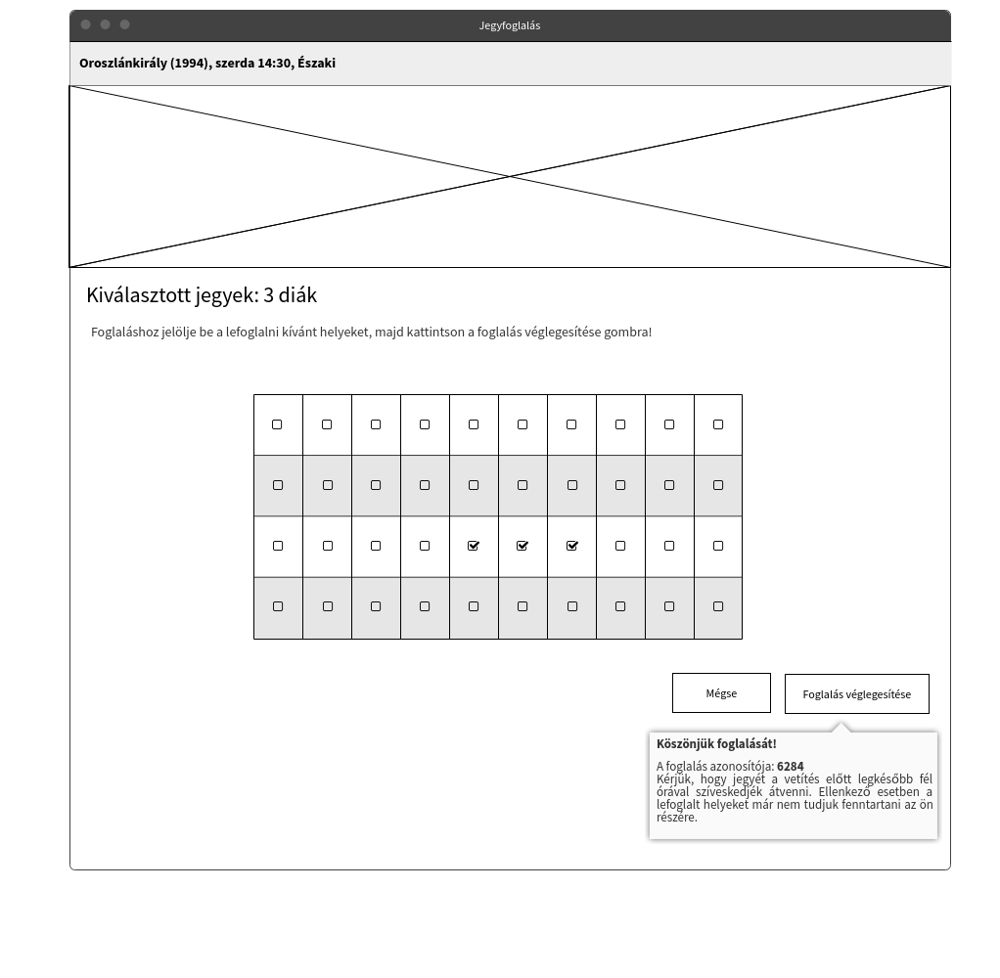 Jegyfoglalás
Oroszlánkirály (1994), szerda 14:30, Északi
Kiválasztott jegyek: 3 diák
Foglaláshoz jelölje be a lefoglalni kívánt helyeket, majd kattintson a foglalás véglegesítése gombra!
Mégse
Foglalás véglegesítése
Köszönjük foglalását!
A foglalás azonosítója: 6284
Kérjük, hogy jegyét a vetítés előtt legkésőbb fél
órával szíveskedjék átvenni. Ellenkező esetben a
lefoglalt helyeket már nem tudjuk fenntartani az ön
részére.